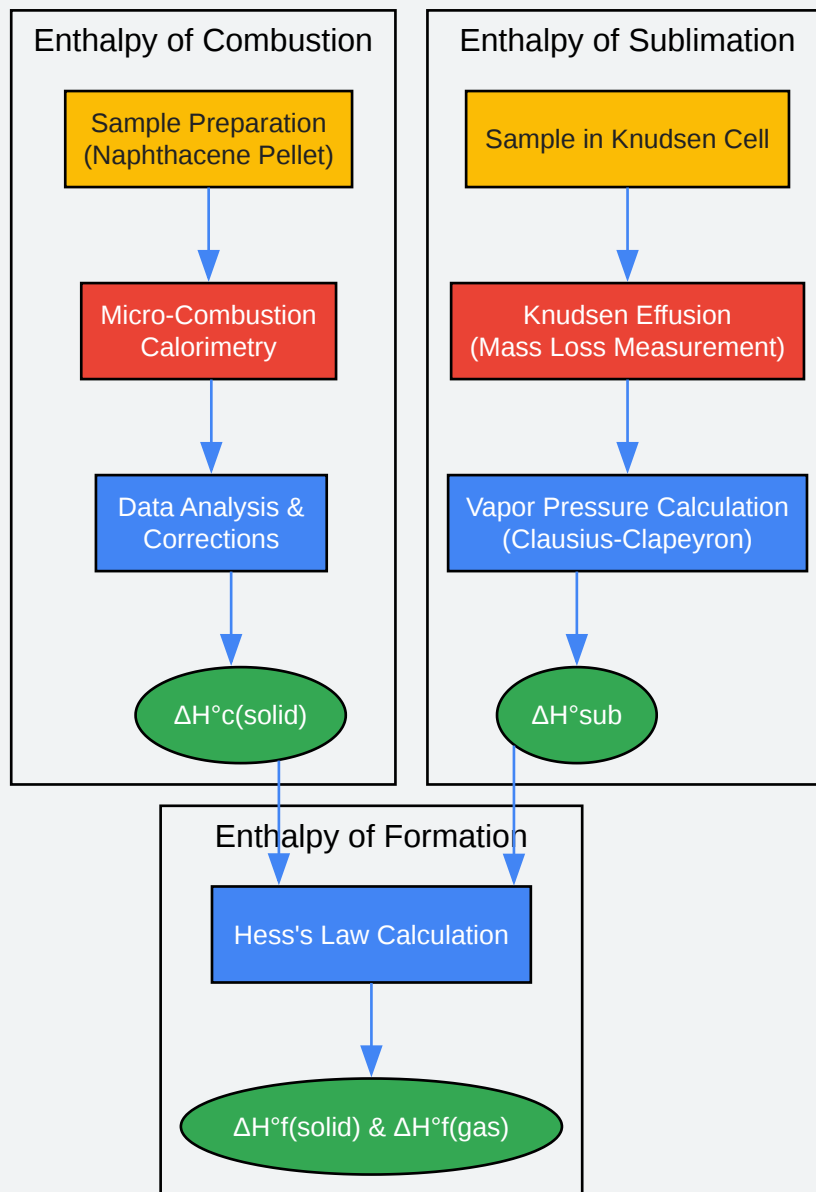 Enthalpy of Combustion
Sample Preparation
(Naphthacene Pellet)
Micro-Combustion
Calorimetry
Data Analysis &
Corrections
ΔH°c(solid)
Enthalpy of Sublimation
Sample in Knudsen Cell
Knudsen Effusion
(Mass Loss Measurement)
Vapor Pressure Calculation
(Clausius-Clapeyron)
ΔH°sub
Enthalpy of Formation
Hess's Law Calculation
ΔH°f(solid) & ΔH°f(gas)